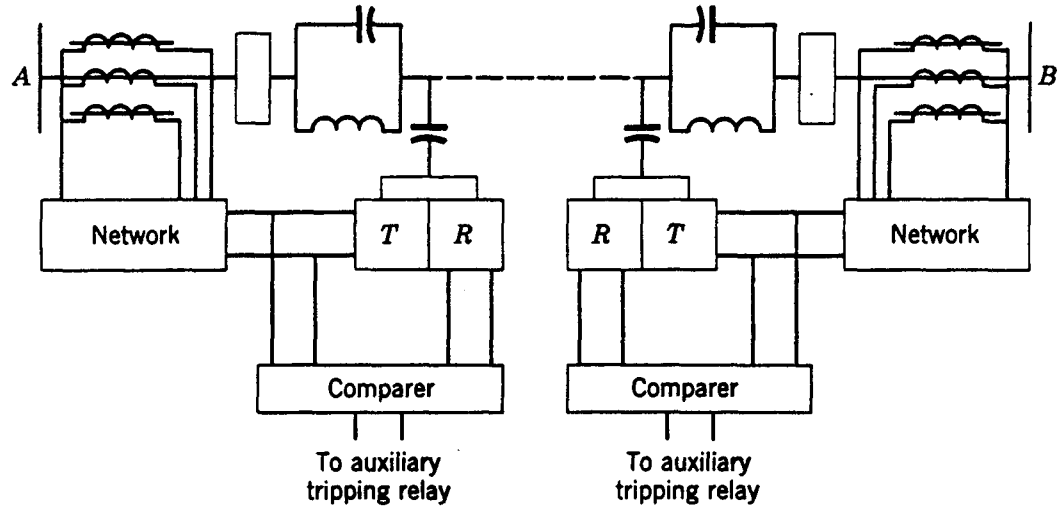 A
B
Network
T
R
R
T
Network
Comparer
Comparer
To auxiliary
tripping relay
To auxiliary
tripping relay